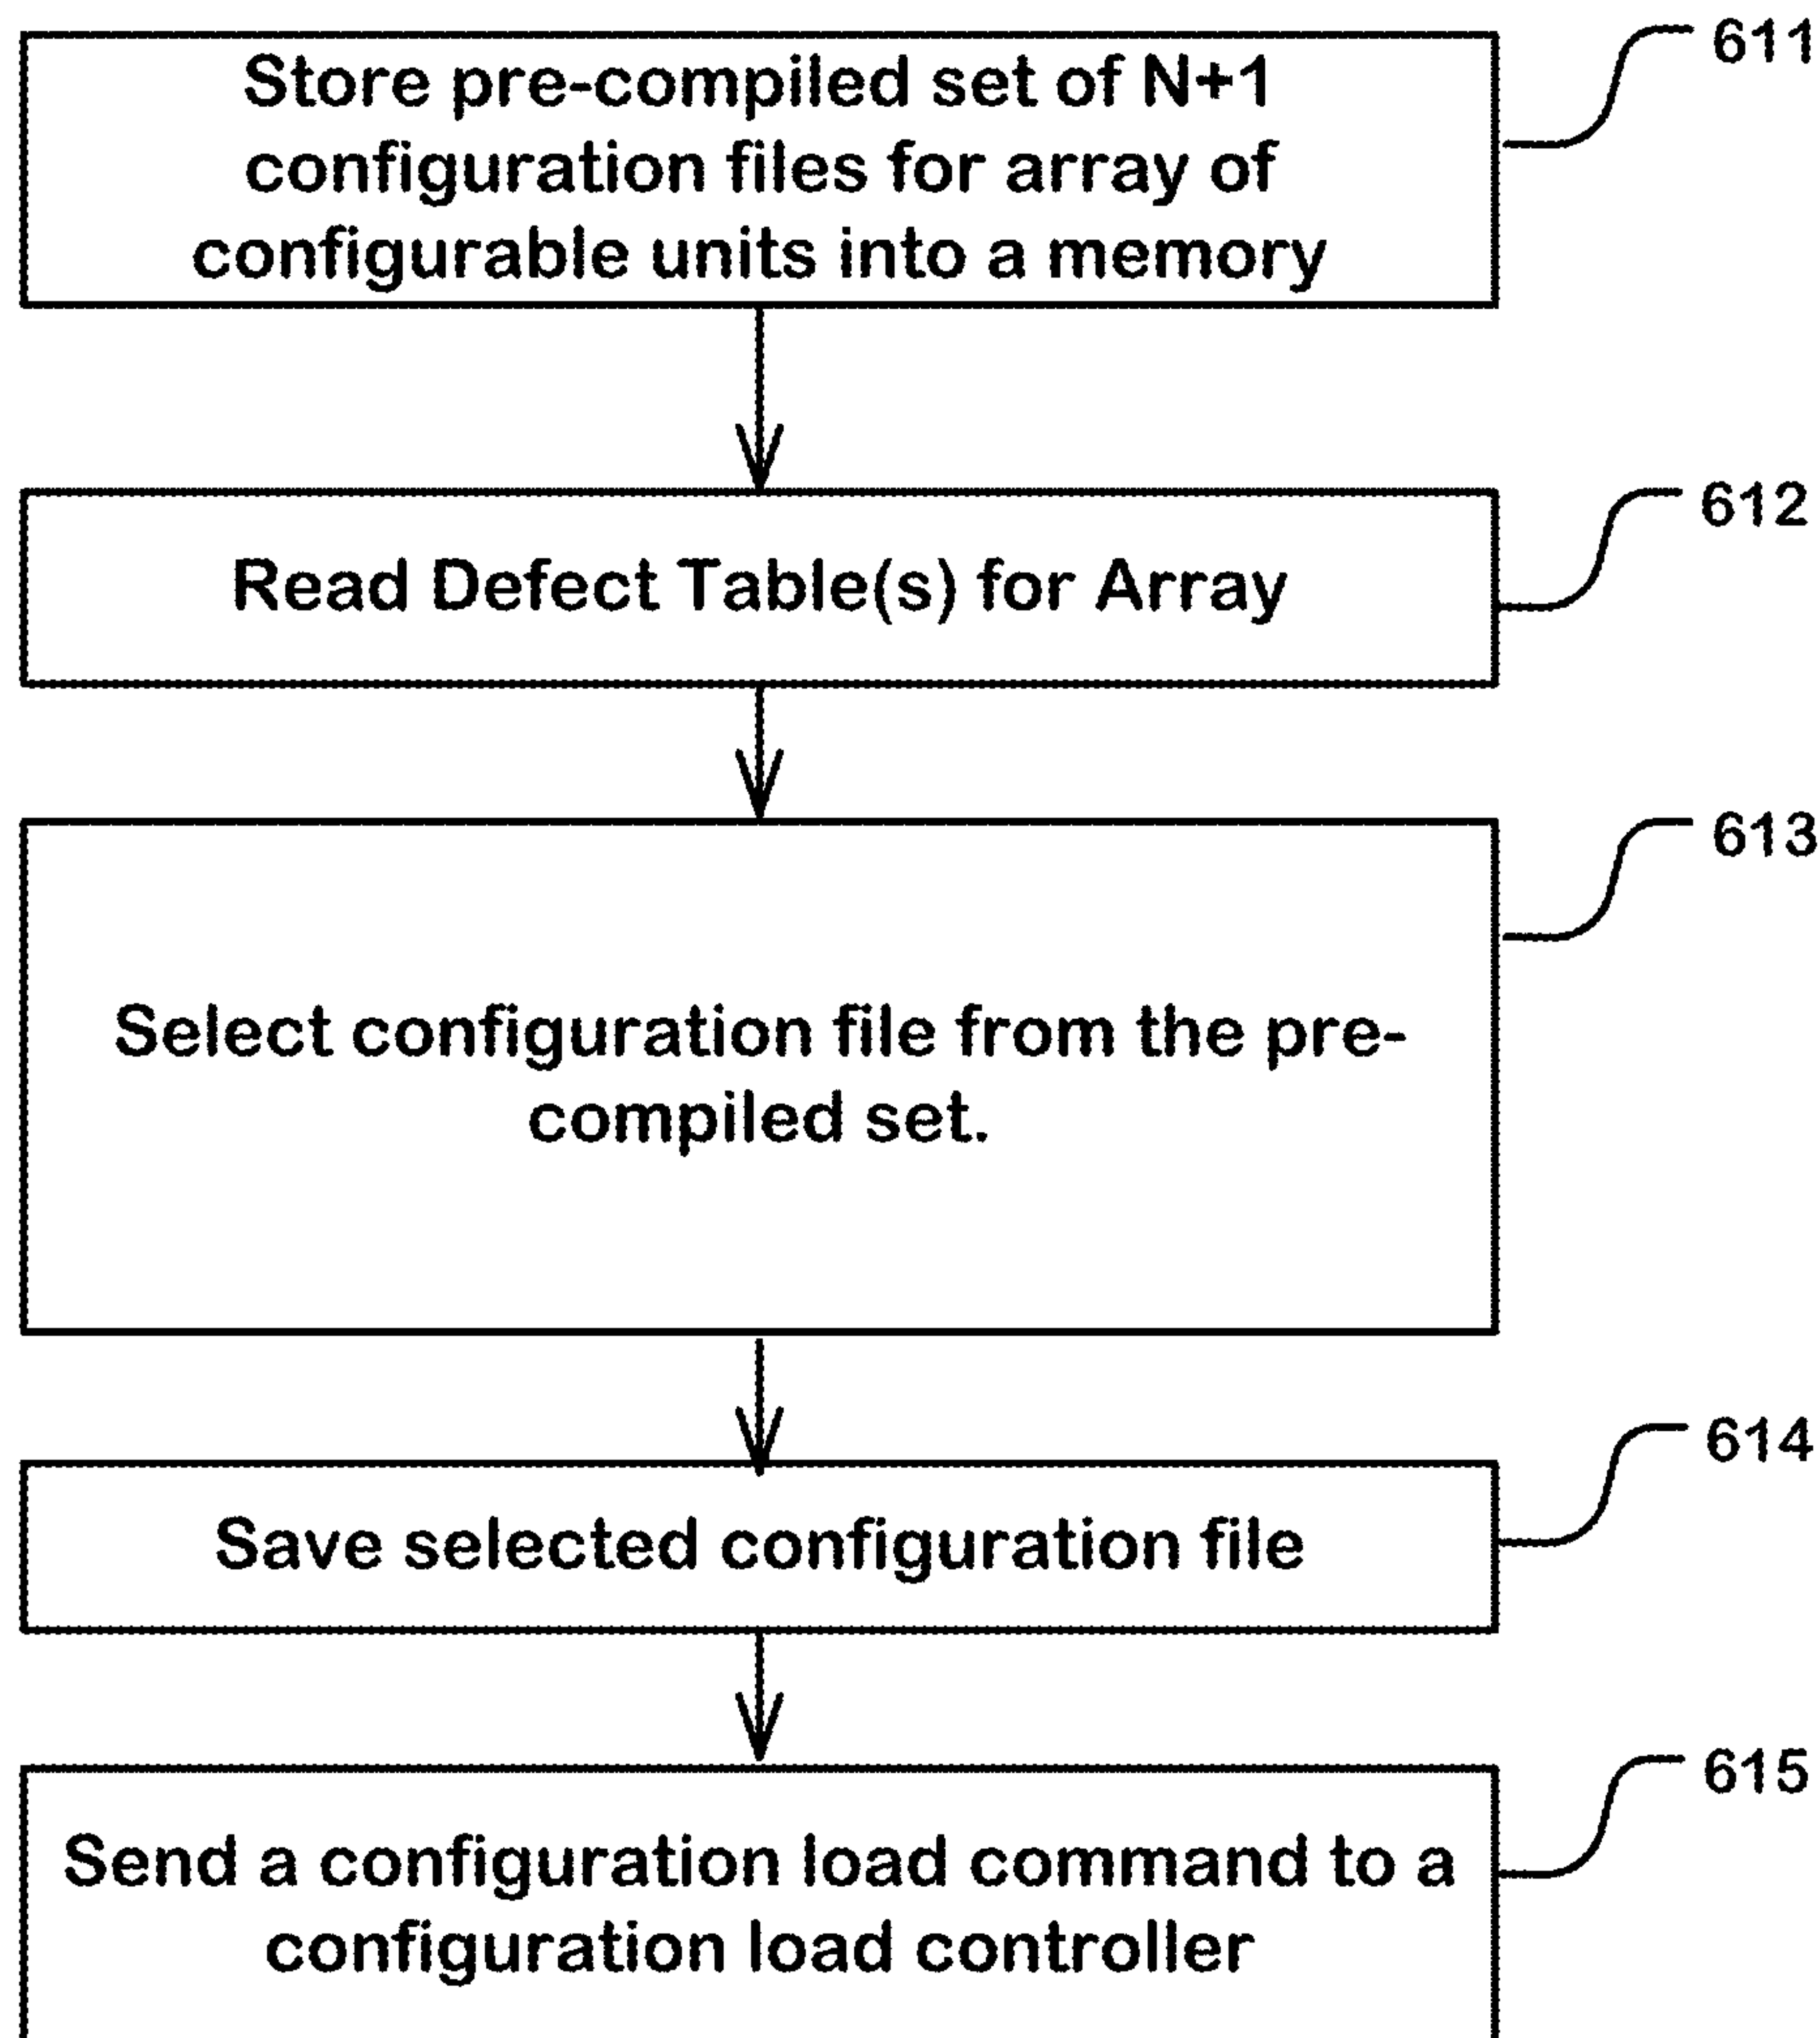 611
Store pre-compiled set of N+1
configuration files for array of
configurable units into a memory
612
Read Defect Table(s) for Array
613
Select configuration file from the pre-
compiled set.
614
Save selected configuration file
615
Send a configuration load command to a
configuration load controller